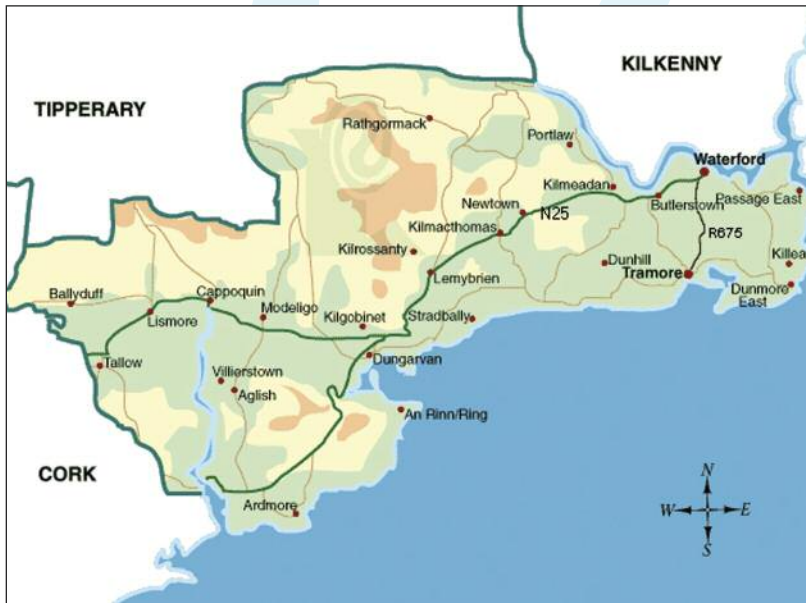 KILKENNY
TIPPERARY
Rathgormack
Portlaw
Waterford
Kilmeadan
Passage East
Butlerstown
Newtown
N25
Kilmacthomas
R675
Kilrossanty
Dunhill
Killea
Lemybrien
Tramore
Dunmore
East
Ballyduff
Cappoquin
Modeligo
Lismore
Kilgobinet
Stradbally
Tallow
Dungarvan
Villierstown
Aglish
An Rinn/Ring
CORK
Ardmore
N
W
E
S